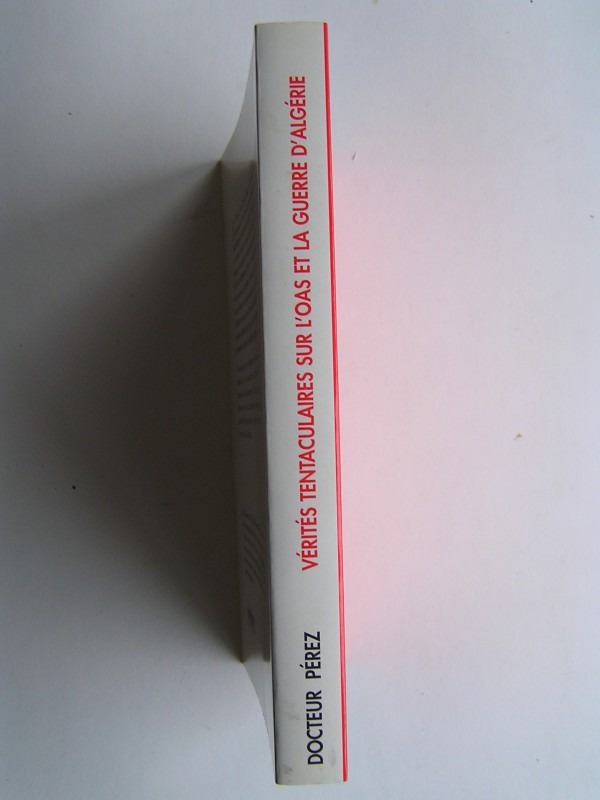 DOCTEUR PÉREZ
VÉRITÉS TENTACULAIRES SUR L'OAS ET LA GUERRE D'ALGÉRIE